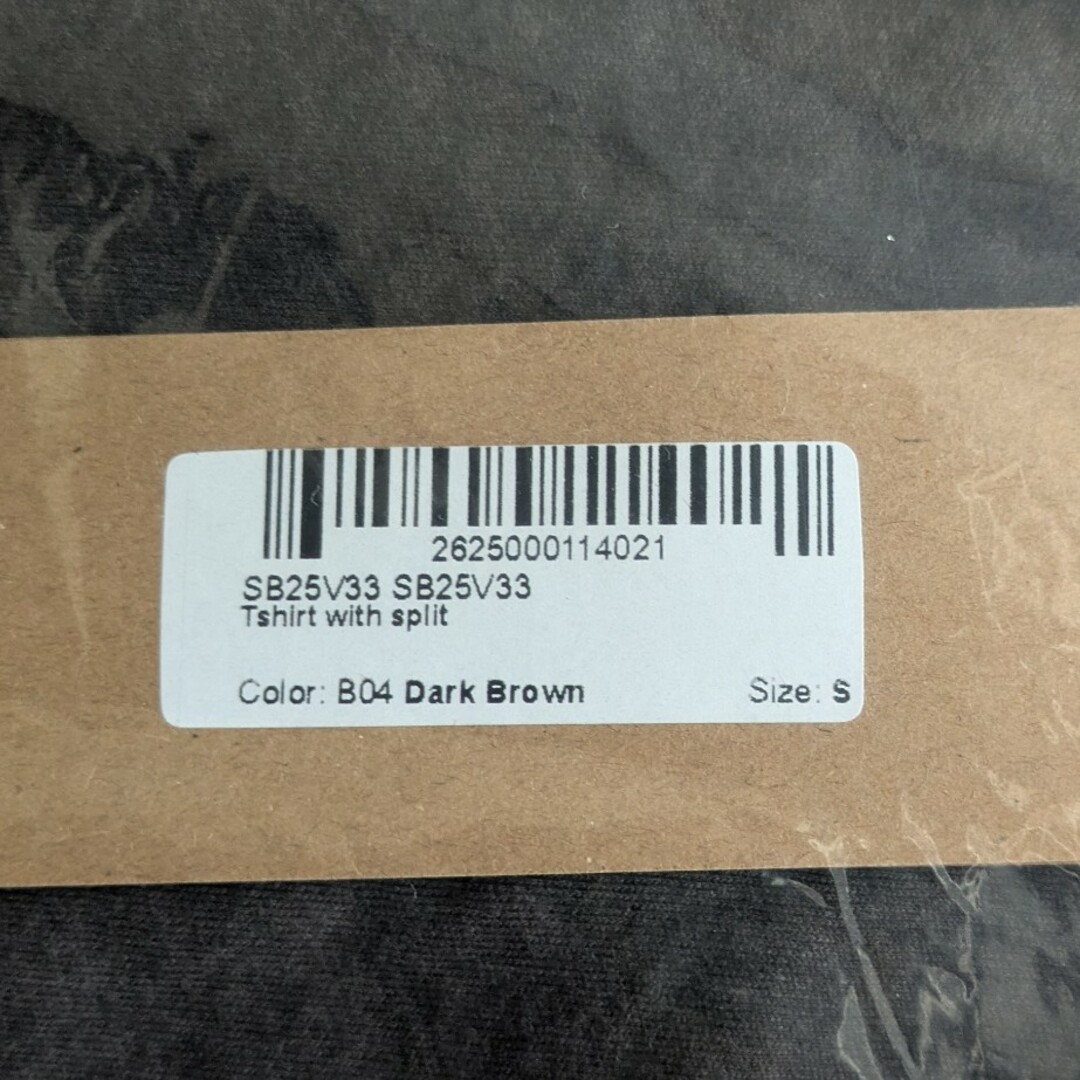 2625000114021
SB25V33 SB25V33
Tshirt with split
Color: B04 Dark Brown Size: S